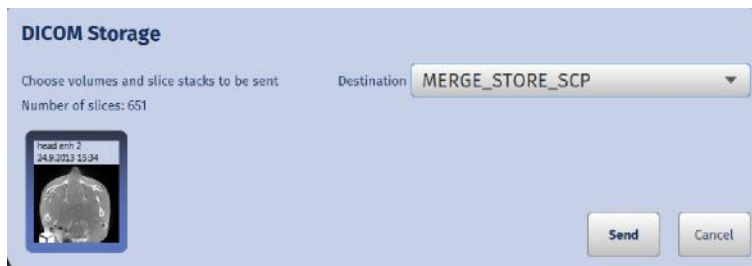 DICOM Storage
Choose volumes and slice stacks to be sent
Destination MERGE_STORE_SCP
Number of slices: 651
head enh 2
24.9.2013 15:34
Send
Cancel